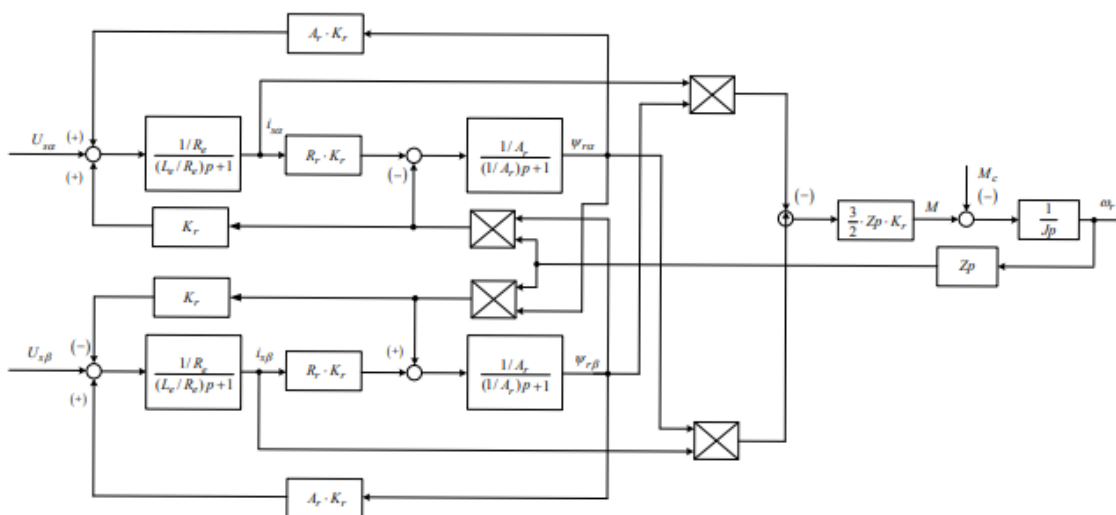 A_r · K_r
U_sα
(+)
(+)
1/R_e
(L_e/R_e)p+1
i_sα
R_r · K_r
(−)
1/A_r
(1/A_r)p+1
ψ_rα
K_r
(−)
3/2 · Zp · K_r
M
M_c
(−)
1/Jp
ω_r
Zp
K_r
U_sβ
(−)
(+)
1/R_e
(L_e/R_e)p+1
i_sβ
R_r · K_r
(+)
1/A_r
(1/A_r)p+1
ψ_rβ
A_r · K_r